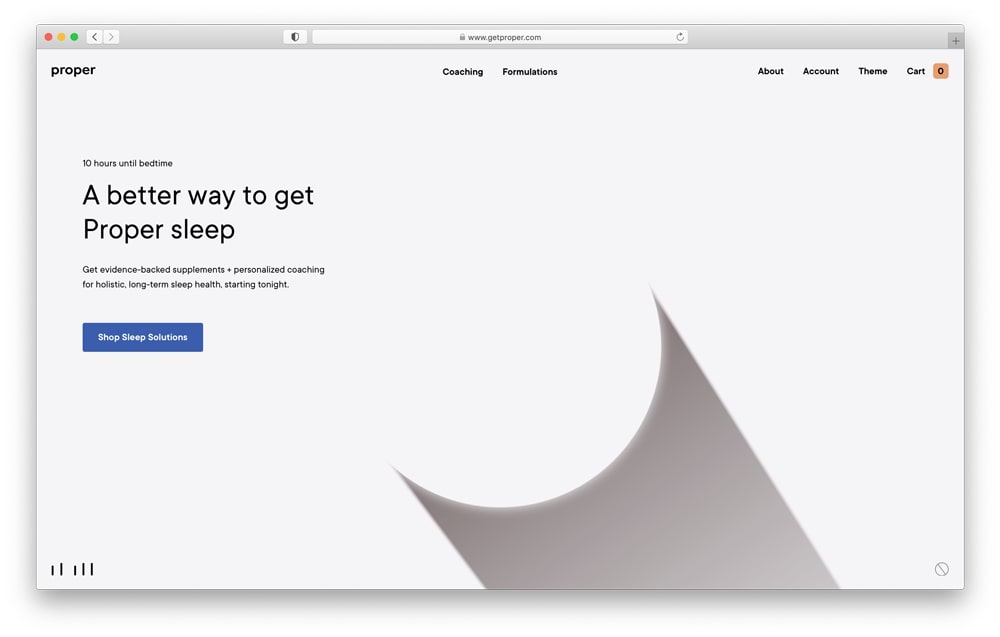 www.getproper.com
proper
Coaching
Formulations
About
Account
Theme
Cart
0
10 hours until bedtime
A better way to get
Proper sleep
Get evidence-backed supplements + personalized coaching
for holistic, long-term sleep health, starting tonight.
Shop Sleep Solutions